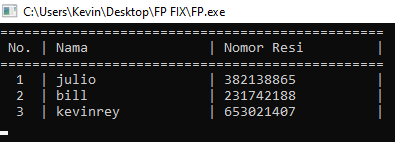 C:\Users\Kevin\Desktop\FP FIX\FP.exe
================================================
No. | Nama | Nomor Resi |
================================================
1 | julio | 382138865 |
2 | bill | 231742188 |
3 | kevinrey | 653021407 |